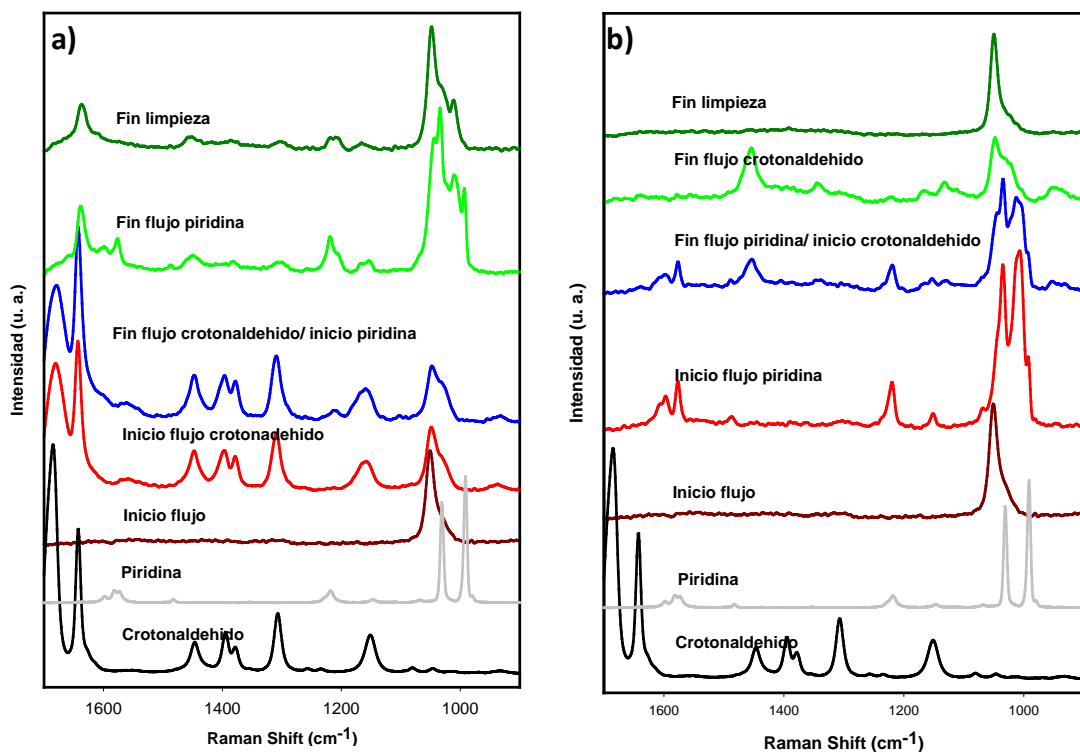 a)
Fin limpieza
Fin flujo piridina
Fin flujo crotonaldehido/ inicio piridina
Inicio flujo crotonadehido
Inicio flujo
Piridina
Crotonaldehido
Intensidad (u. a.)
1600 1400 1200 1000
Raman Shift (cm-1)
b)
Fin limpieza
Fin flujo crotonaldehido
Fin flujo piridina/ inicio crotonaldehido
Inicio flujo piridina
Inicio flujo
Piridina
Crotonaldehido
Intensidad (u. a.)
1600 1400 1200 1000
Raman Shift (cm-1)